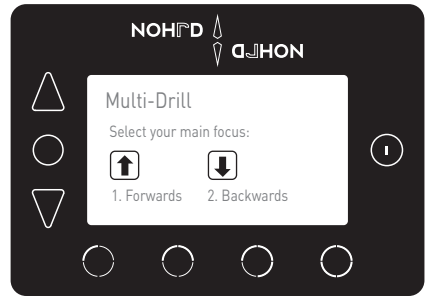 NOHRD
NOHRD
Multi-Drill
Select your main focus:
1. Forwards 2. Backwards